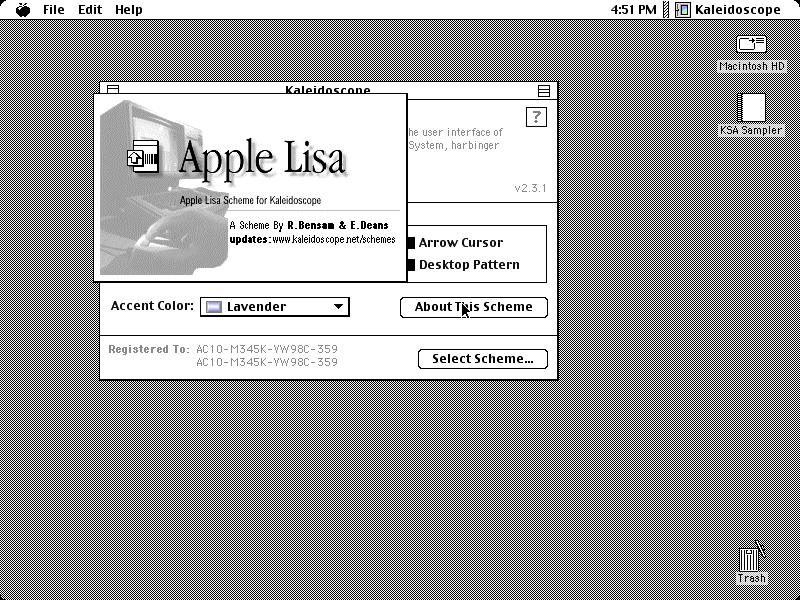 File Edit Help
4:51 PM
Kaleidoscope
Macintosh HD
KSA Sampler
Kaleidoscope
?
he user interface of
System, harbinger
v2.3.1
Apple Lisa
Apple Lisa Scheme for Kaleidoscope
A Scheme By R.Bensam & E.Deans
updates: www.kaleidoscope.net/schemes
Arrow Cursor
Desktop Pattern
Accent Color: Lavender
About This Scheme
Registered To: AC10-M345K-VW98C-359
AC10-M345K-VW98C-359
Select Scheme...
Trash